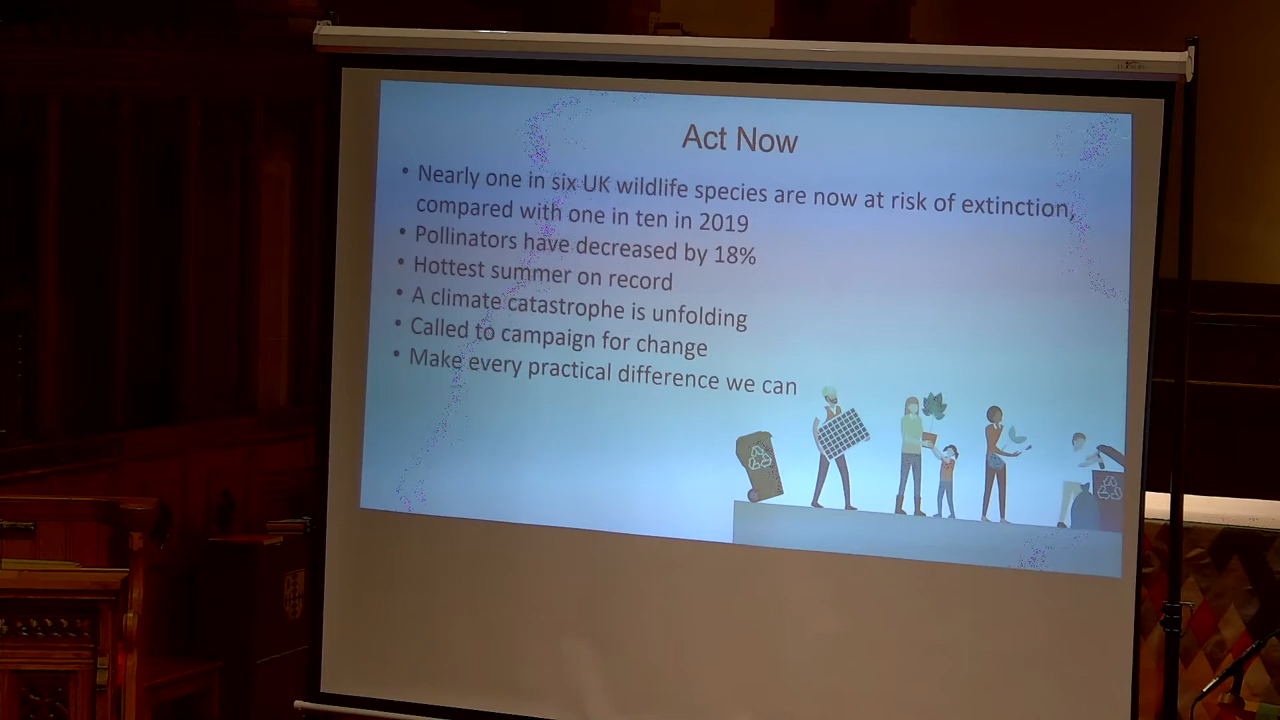 Act Now
• Nearly one in six UK wildlife species are now at risk of extinction,
compared with one in ten in 2019
• Pollinators have decreased by 18%
• Hottest summer on record
• A climate catastrophe is unfolding
• Called to campaign for change
• Make every practical difference we can